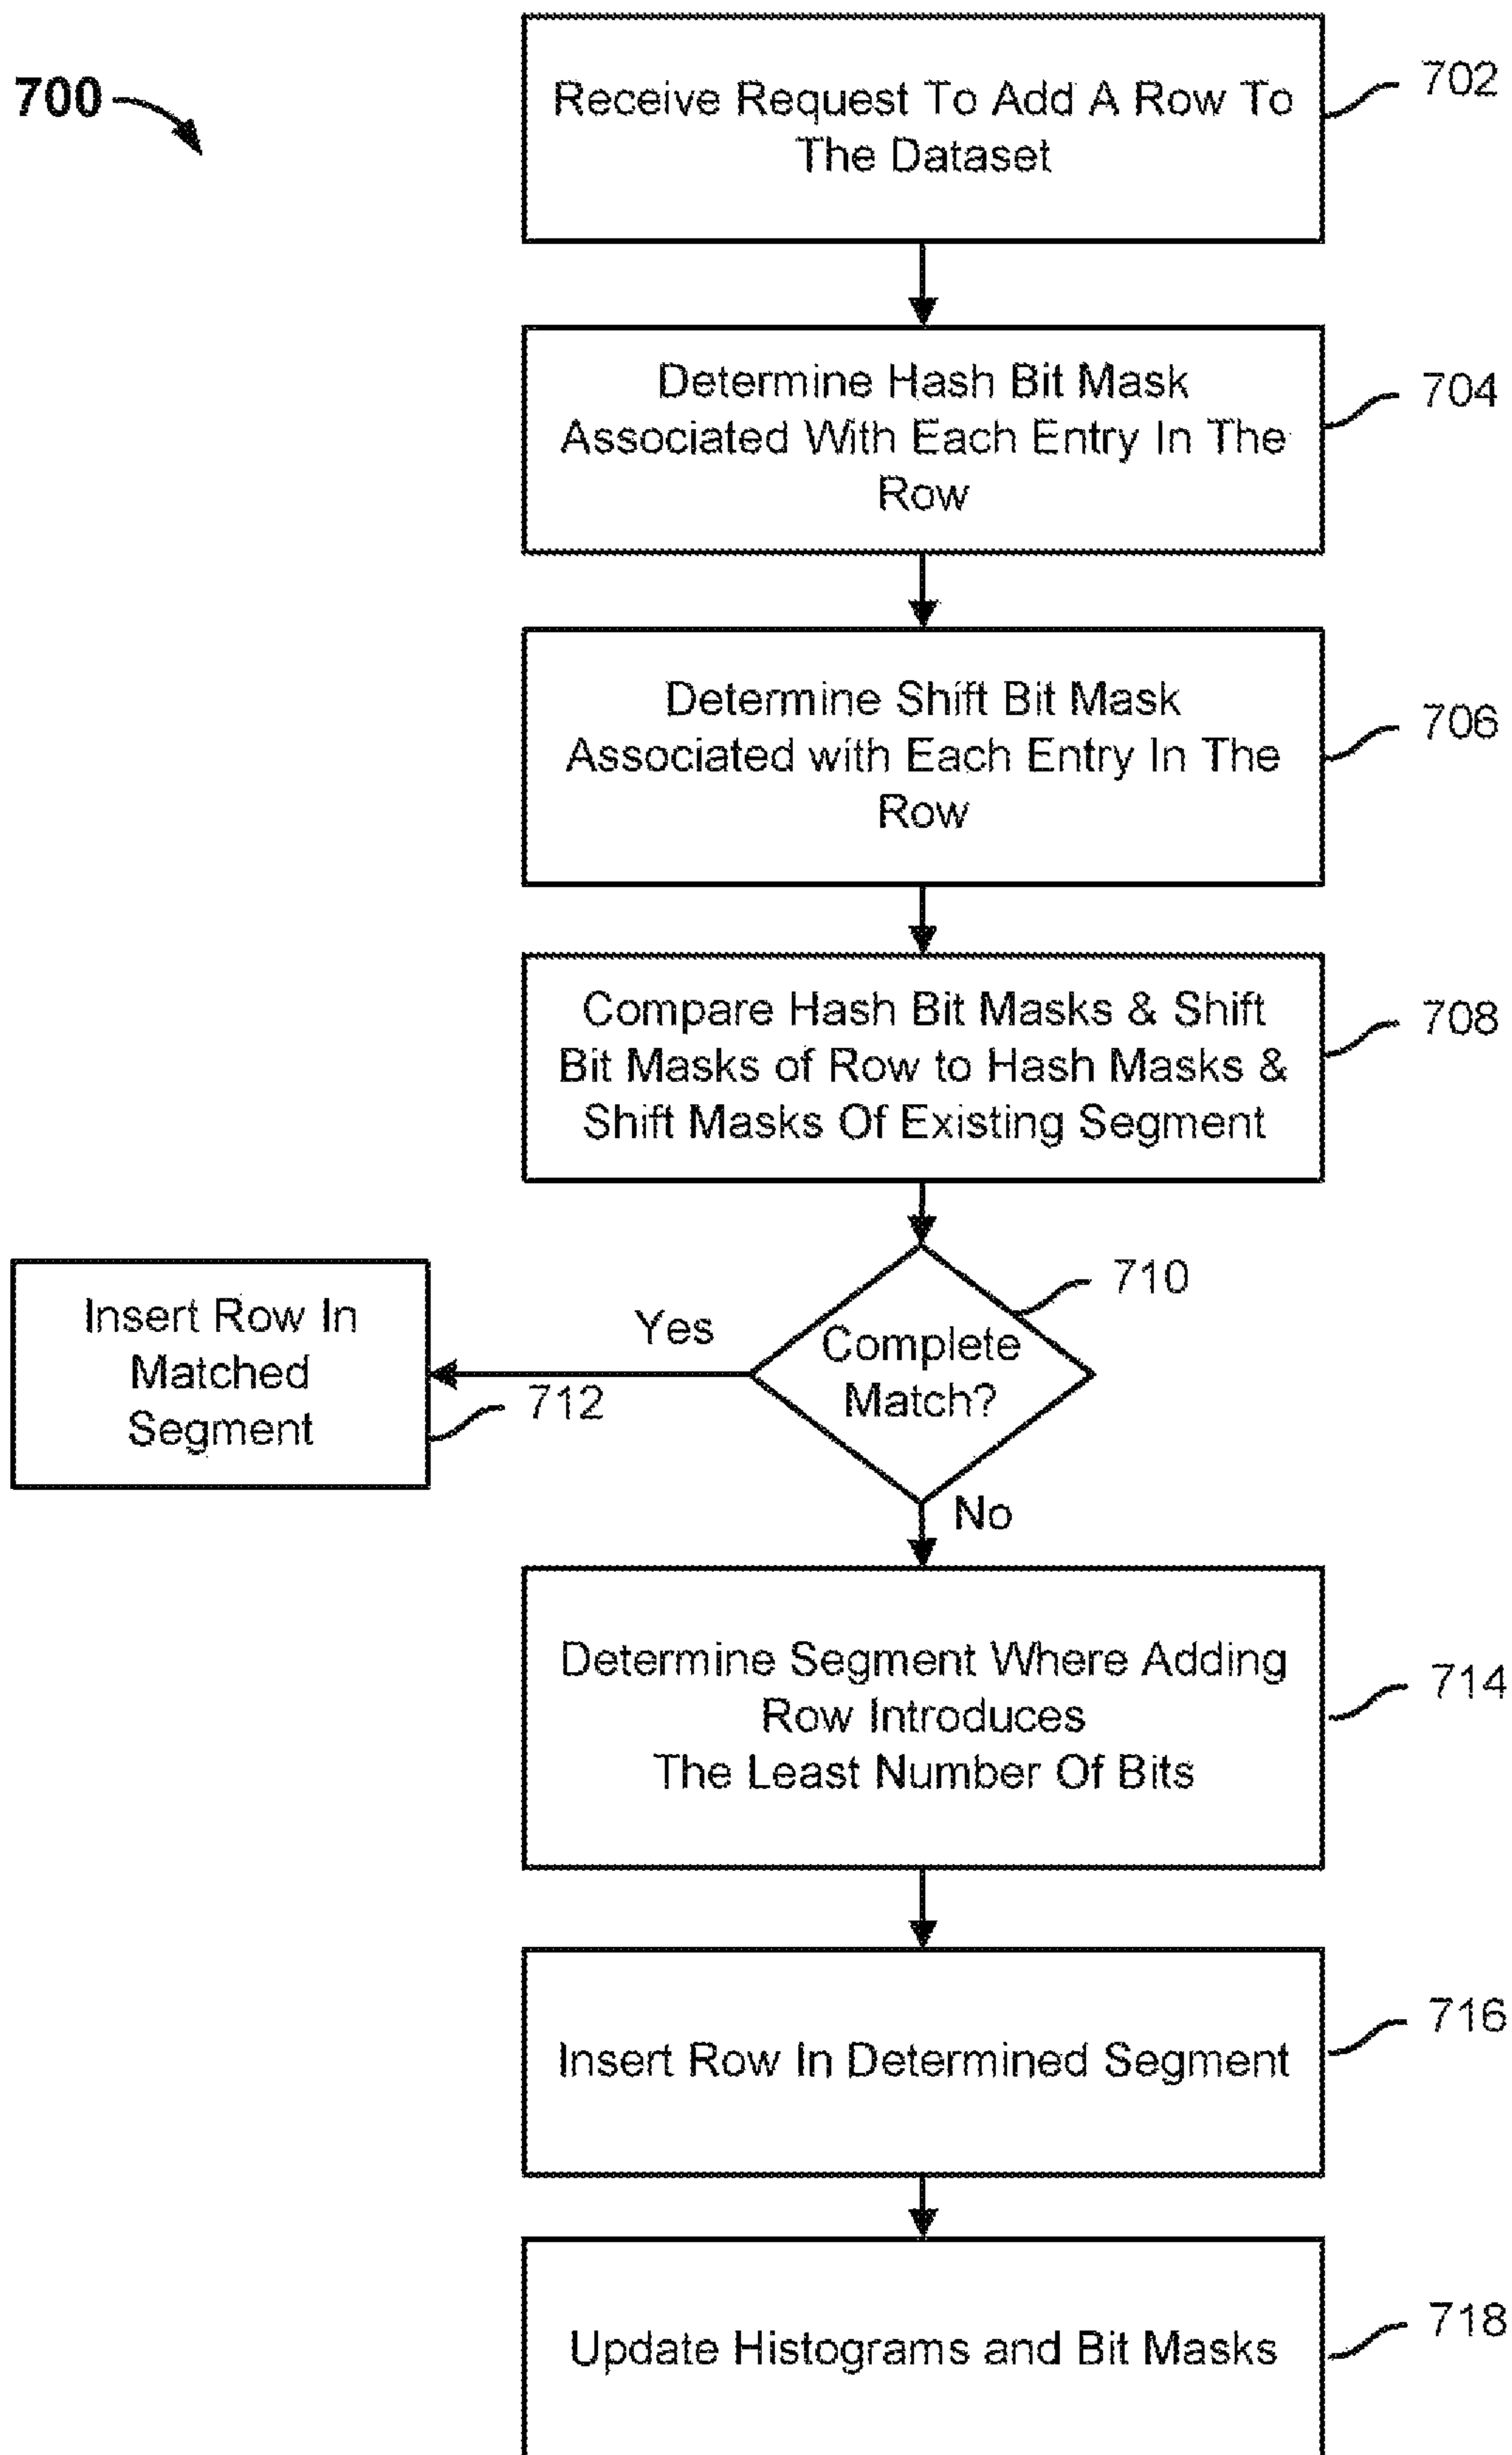 700
Receive Request To Add A Row To
The Dataset
702
Determine Hash Bit Mask
Associated With Each Entry In The
Row
704
Determine Shift Bit Mask
Associated with Each Entry In The
Row
706
Compare Hash Bit Masks & Shift
Bit Masks of Row to Hash Masks &
Shift Masks Of Existing Segment
708
Complete
Match?
710
Yes
Insert Row In
Matched
Segment
712
No
Determine Segment Where Adding
Row Introduces
The Least Number Of Bits
714
Insert Row In Determined Segment
716
Update Histograms and Bit Masks
718